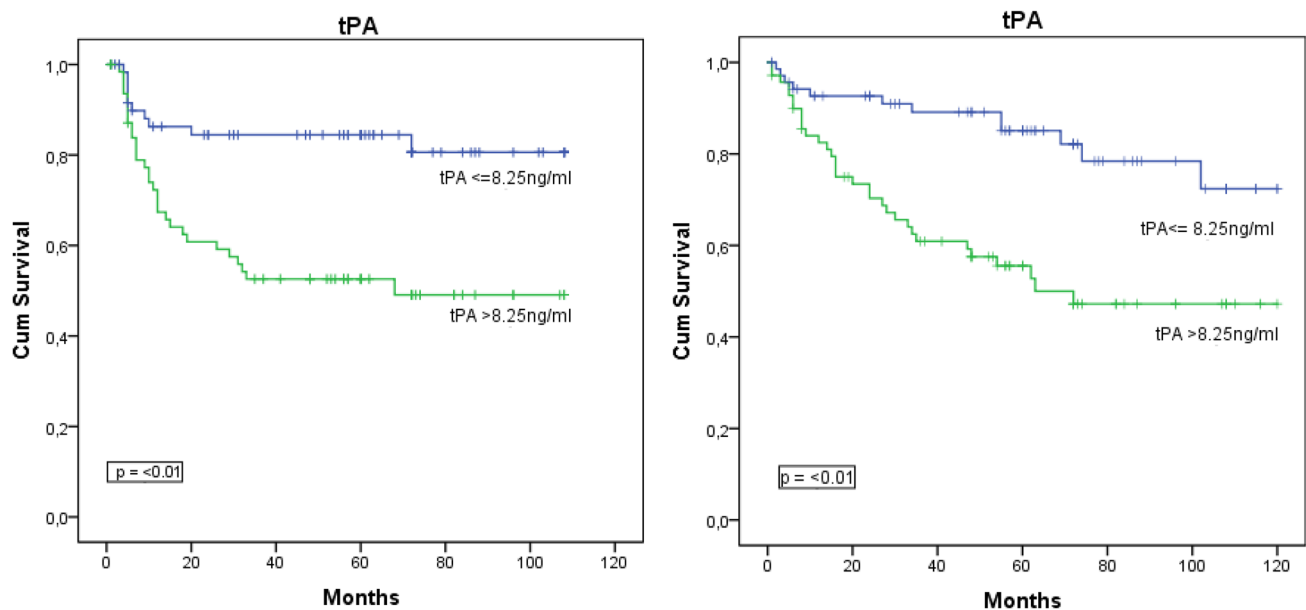 tPA
1,0
0,8
0,6
0,4
0,2
0,0
Cum Survival
tPA <=8.25ng/ml
tPA >8.25ng/ml
p = <0.01
0 20 40 60 80 100 120
Months
tPA
1,0
0,8
0,6
0,4
0,2
0,0
Cum Survival
tPA<= 8.25ng/ml
tPA >8.25ng/ml
p = <0.01
0 20 40 60 80 100 120
Months